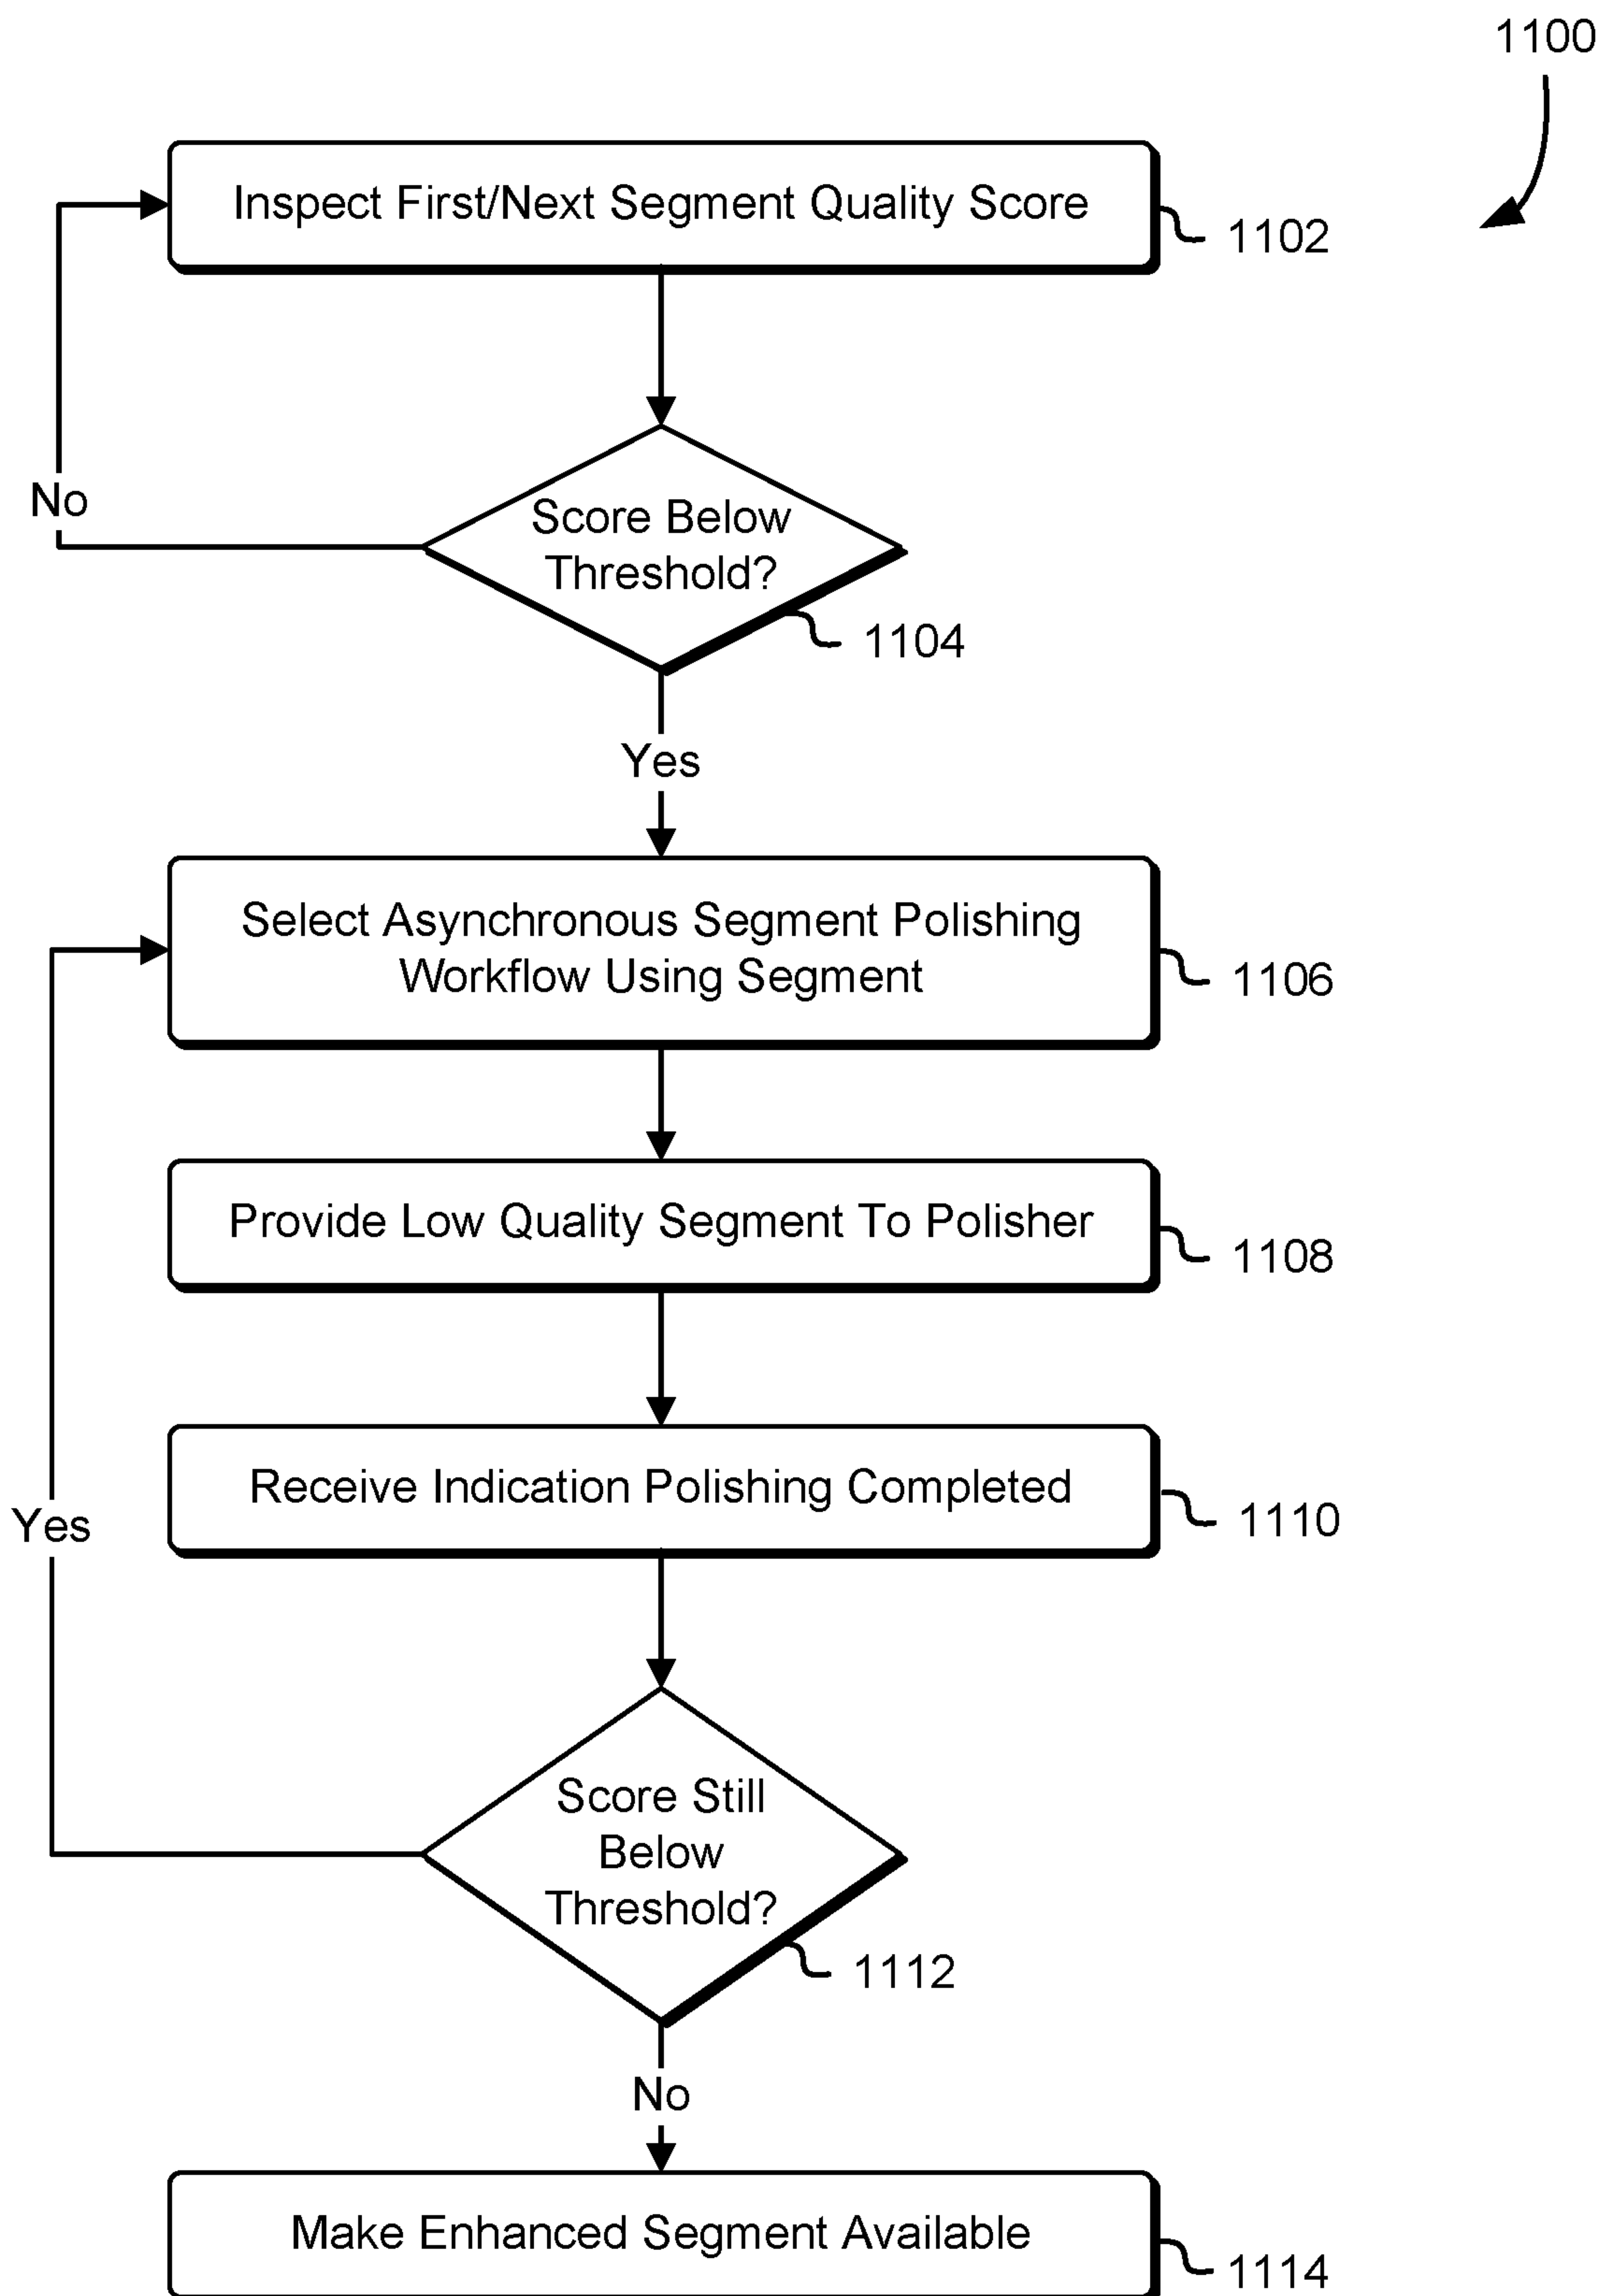 1100
Inspect First/Next Segment Quality Score
1102
No
Score Below
Threshold?
1104
Yes
Select Asynchronous Segment Polishing
Workflow Using Segment
1106
Provide Low Quality Segment To Polisher
1108
Receive Indication Polishing Completed
1110
Yes
Score Still
Below
Threshold?
1112
No
Make Enhanced Segment Available
1114